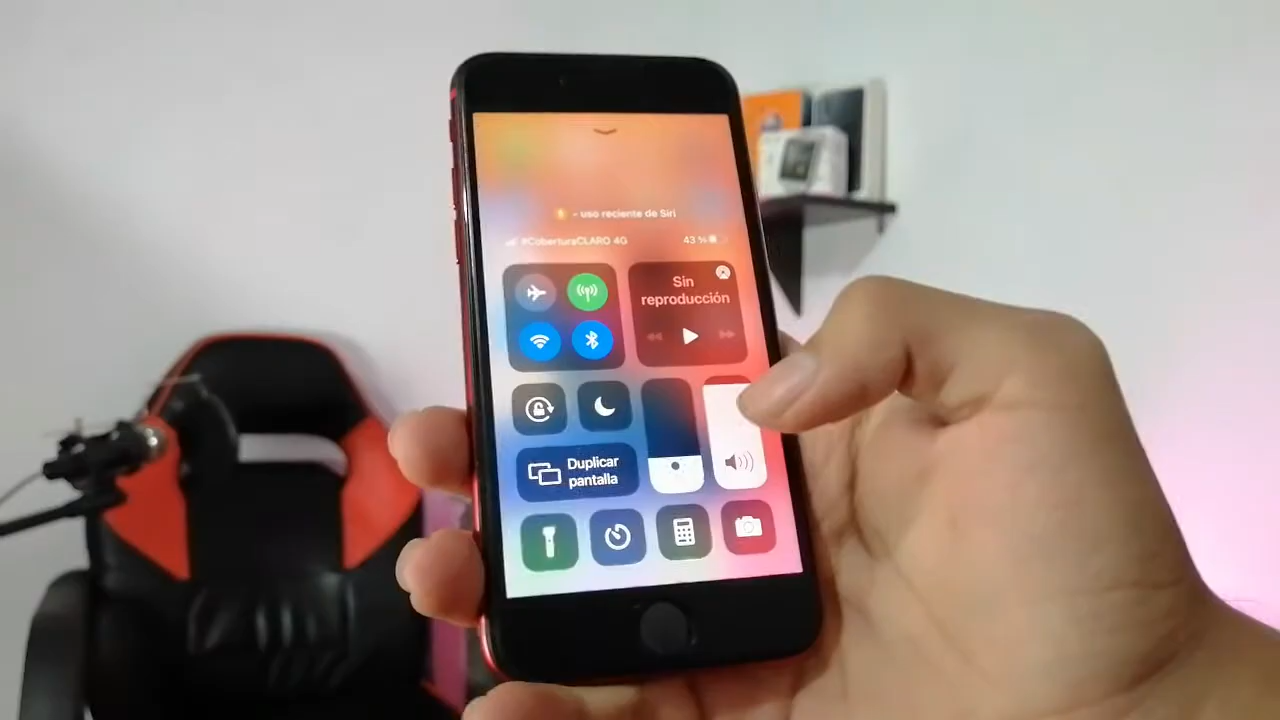 - uso reciente de Siri
#CoberturaCLARO 4G
43 %
Sin
reproducción
Duplicar
pantalla